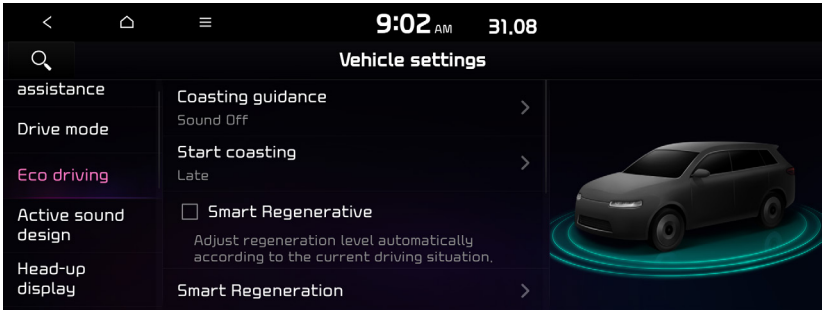 9:02 AM 31.08
Vehicle settings
assistance
Drive mode
Eco driving
Active sound
design
Head-up
display
Coasting guidance
Sound Off
Start coasting
Late
Smart Regenerative
Adjust regeneration level automatically
according to the current driving situation.
Smart Regeneration